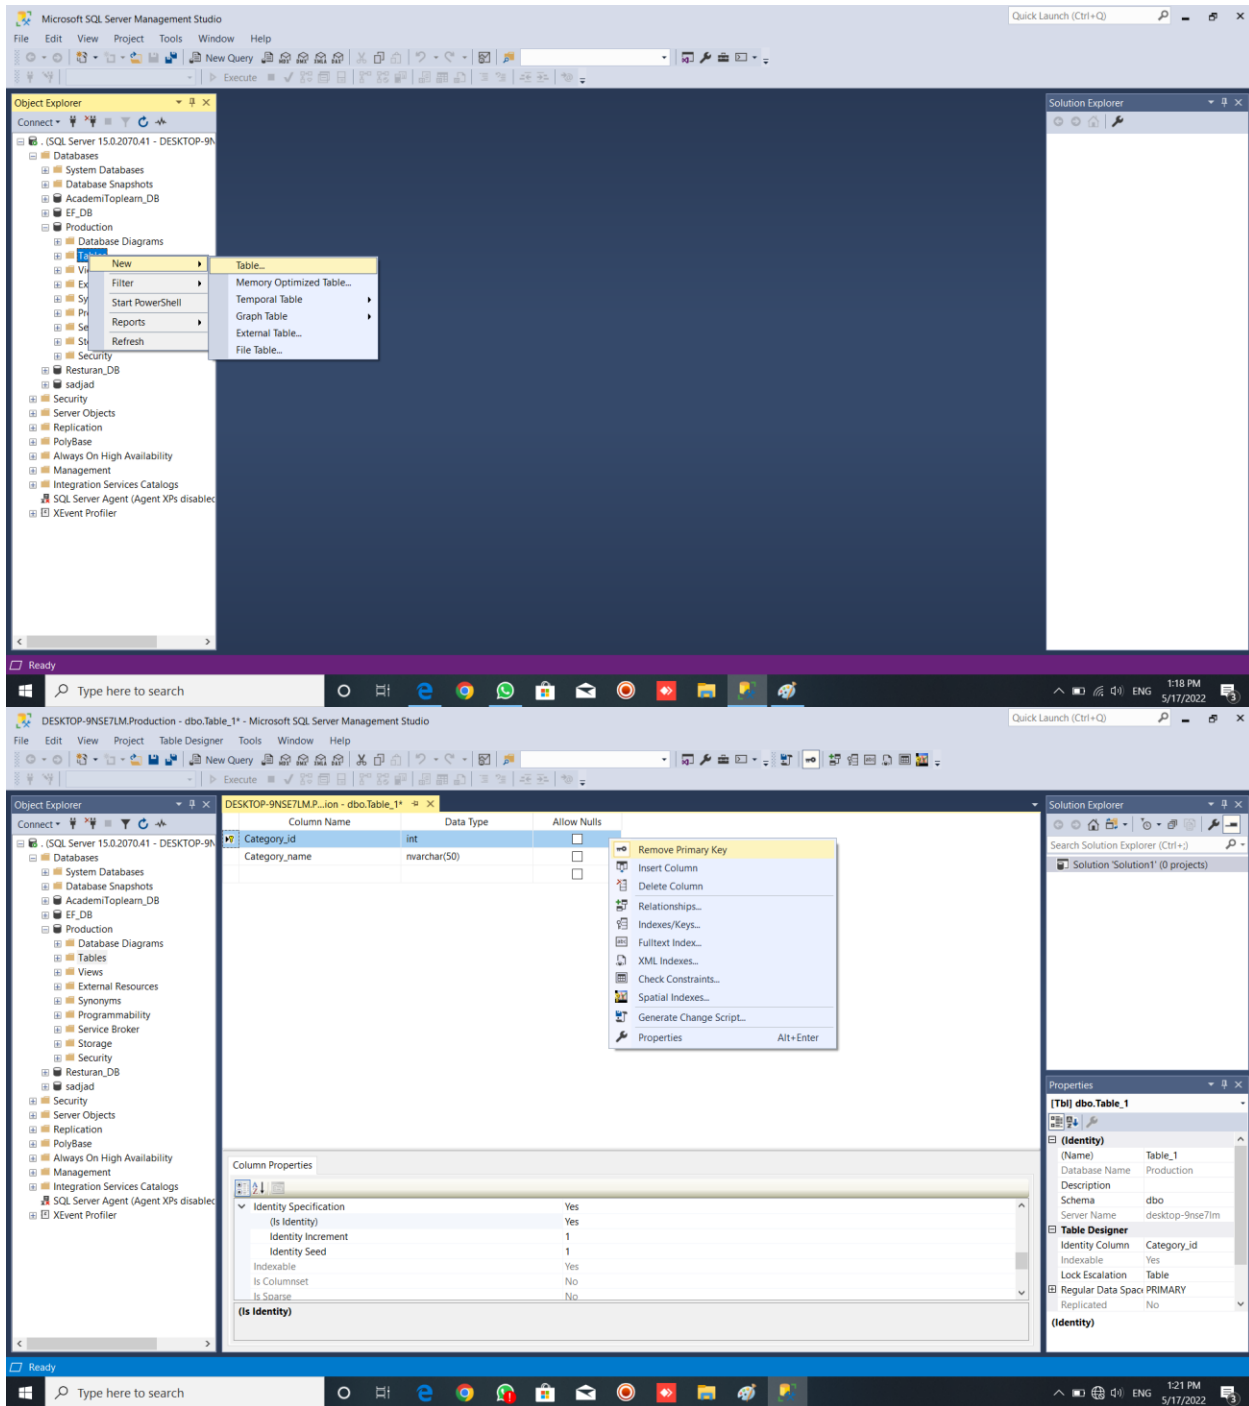 Microsoft SQL Server Management Studio
Quick Launch (Ctrl+Q)
File Edit View Project Tools Window Help
New Query
Execute
Object Explorer
Solution Explorer
Connect
. (SQL Server 15.0.2070.41 - DESKTOP-9N
Databases
System Databases
Database Snapshots
AcademiToplearn_DB
EF_DB
Production
Database Diagrams
New
Table...
Filter
Memory Optimized Table...
Start PowerShell
Temporal Table
Reports
Graph Table
External Table...
Refresh
File Table...
Security
Resturan_DB
sadjad
Security
Server Objects
Replication
PolyBase
Always On High Availability
Management
Integration Services Catalogs
SQL Server Agent (Agent XPs disablec
XEvent Profiler
Ready
Type here to search
ENG
1:18 PM
5/17/2022
3
DESKTOP-9NSE7LM.Production - dbo.Table_1* - Microsoft SQL Server Management Studio
Quick Launch (Ctrl+Q)
File Edit View Project Table Designer Tools Window Help
New Query
Execute
Object Explorer
DESKTOP-9NSE7LM.P...ion - dbo.Table_1*
Solution Explorer
Connect
Column Name Data Type Allow Nulls
Category_id int
Category_name nvarchar(50)
Search Solution Explorer (Ctrl+;)
Solution 'Solution1' (0 projects)
. (SQL Server 15.0.2070.41 - DESKTOP-9N
Databases
System Databases
Database Snapshots
AcademiToplearn_DB
EF_DB
Production
Database Diagrams
Tables
Views
External Resources
Synonyms
Programmability
Service Broker
Storage
Security
Resturan_DB
sadjad
Security
Server Objects
Replication
PolyBase
Always On High Availability
Management
Integration Services Catalogs
SQL Server Agent (Agent XPs disablec
XEvent Profiler
Remove Primary Key
Insert Column
Delete Column
Relationships...
Indexes/Keys...
Fulltext Index...
XML Indexes...
Check Constraints...
Spatial Indexes...
Generate Change Script...
Properties Alt+Enter
Column Properties
Identity Specification Yes
(Is Identity) Yes
Identity Increment 1
Identity Seed 1
Indexable Yes
Is Columnset No
Is Sparse No
(Is Identity)
Properties
[Tbl] dbo.Table_1
(Identity)
(Name) Table_1
Database Name Production
Description
Schema dbo
Server Name desktop-9nse7lm
Table Designer
Identity Column Category_id
Indexable Yes
Lock Escalation Table
Regular Data Space PRIMARY
Replicated No
(Identity)
Ready
Type here to search
ENG
1:21 PM
5/17/2022
3